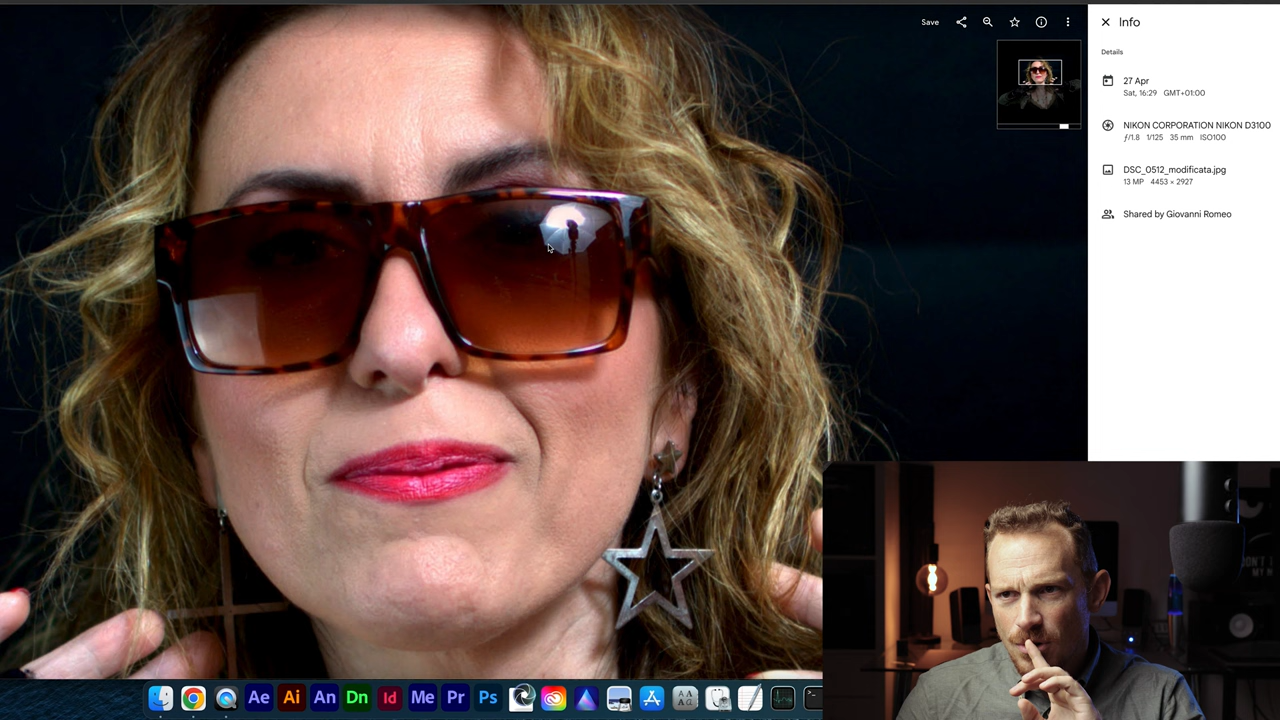 Save
Info
Details
27 Apr
Sat, 16:29 GMT+01:00
NIKON CORPORATION NIKON D3100
ƒ/1.8 1/125 35 mm ISO100
DSC_0512_modificata.jpg
13 MP 4453 × 2927
Shared by Giovanni Romeo
DON'T
MY
Ae Ai An Dn Id Me Pr Ps